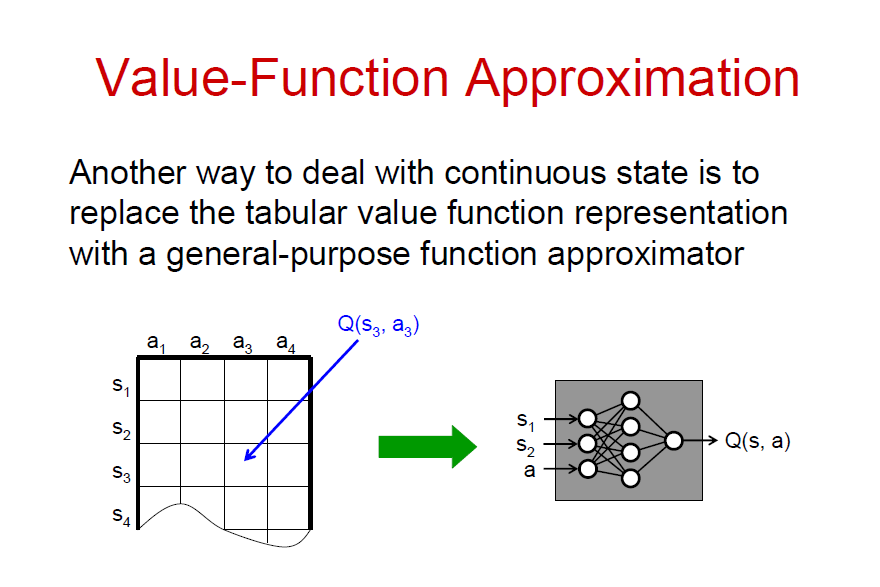 Value-Function Approximation
Another way to deal with continuous state is to
replace the tabular value function representation
with a general-purpose function approximator
Q(s₃, a₃)
a₁ a₂ a₃ a₄
s₁
s₂
s₃
s₄
s₁
s₂
a
Q(s, a)